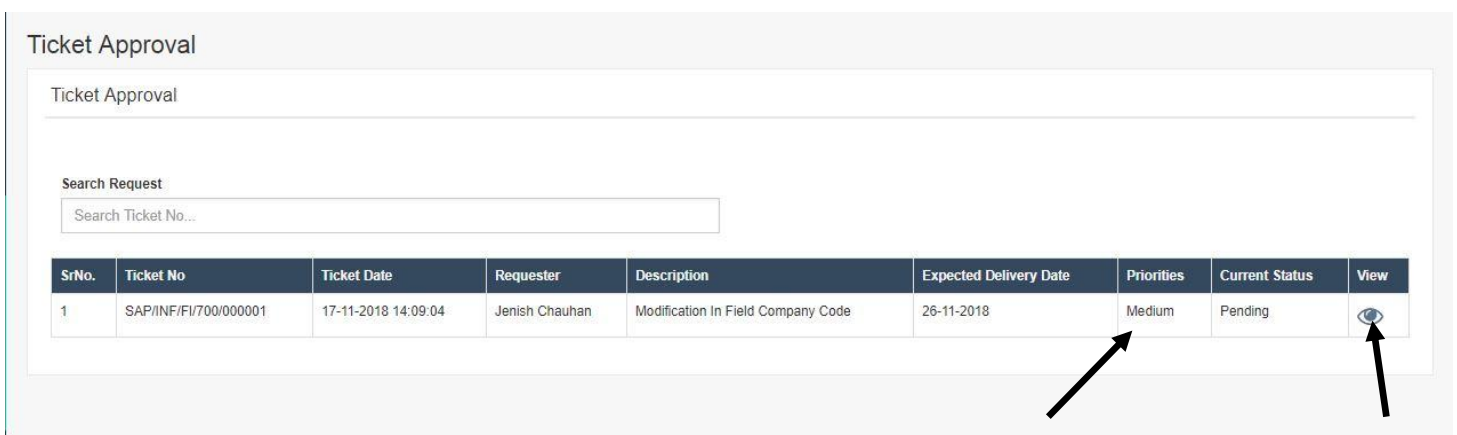 Ticket Approval
Ticket Approval
Search Request
Search Ticket No...
SrNo. Ticket No Ticket Date Requester Description Expected Delivery Date Priorities Current Status View
1 SAP/INF/FI/700/000001 17-11-2018 14:09:04 Jenish Chauhan Modification In Field Company Code 26-11-2018 Medium Pending